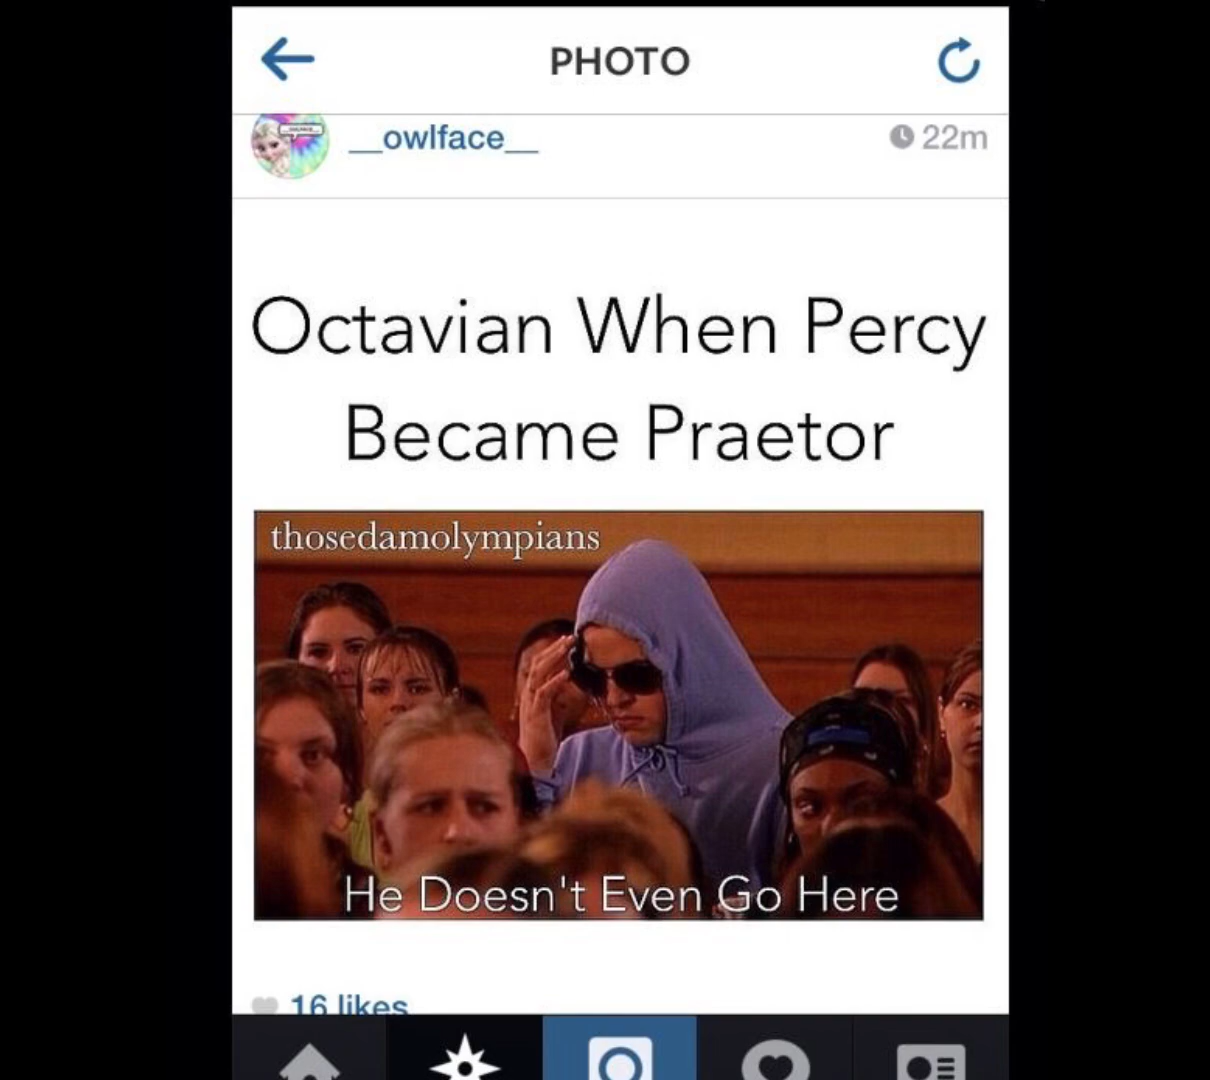 PHOTO
__owlface__
22m
Octavian When Percy
Became Praetor
thosedamolympians
He Doesn't Even Go Here
16 likes